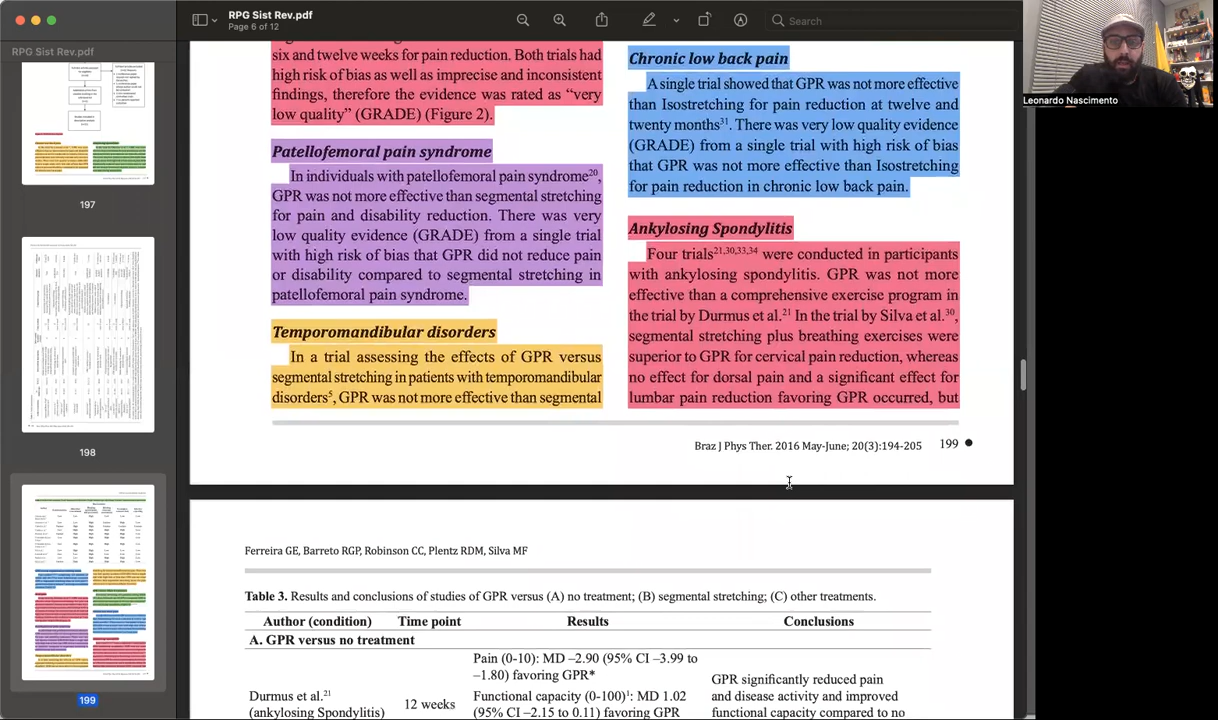 RPG Sist Rev.pdf
Page 6 of 12
Search
RPG Sist Rev.pdf
197
198
199
six and twelve weeks for pain reduction. Both trials had
high risk of bias as well as imprecise and inconsistent
findings, therefore the evidence was rated as “very
low quality” (GRADE) (Figure 2).
Patellofemoral pain syndrome
In individuals with patellofemoral pain syndrome20,
GPR was not more effective than segmental stretching
for pain and disability reduction. There was very
low quality evidence (GRADE) from a single trial
with high risk of bias that GPR did not reduce pain
or disability compared to segmental stretching in
patellofemoral pain syndrome.
Temporomandibular disorders
In a trial assessing the effects of GPR versus
segmental stretching in patients with temporomandibular
disorders5, GPR was not more effective than segmental
Chronic low back pain
A single trial showed that GPR was not more effective
than Isostretching for pain reduction at twelve and
twenty months31. There was very low quality evidence
(GRADE) from a single trial with high risk of bias
that GPR was not more effective than Isostretching
for pain reduction in chronic low back pain.
Ankylosing Spondylitis
Four trials21,30,33,34 were conducted in participants
with ankylosing spondylitis. GPR was not more
effective than a comprehensive exercise program in
the trial by Durmus et al.21 In the trial by Silva et al.30,
segmental stretching plus breathing exercises were
superior to GPR for cervical pain reduction, whereas
no effect for dorsal pain and a significant effect for
lumbar pain reduction favoring GPR occurred, but
Braz J Phys Ther. 2016 May-June; 20(3):194-205 199
Ferreira GE, Barreto RGP, Robinson CC, Plentz RDM, Silva MF
Table 3. Results and conclusions of studies of GPR versus (A) no treatment; (B) segmental stretching; (C) other treatments.
Author (condition) Time point Results Conclusions
A. GPR versus no treatment
Pain (0-10): MD –2.90 (95% CI –3.99 to
–1.80) favoring GPR*
Durmus et al.21
(ankylosing Spondylitis)
12 weeks
Functional capacity (0-100)1: MD 1.02
(95% CI –2.15 to 0.11) favoring GPR
GPR significantly reduced pain
and disease activity and improved
functional capacity compared to no
Leonardo Nascimento